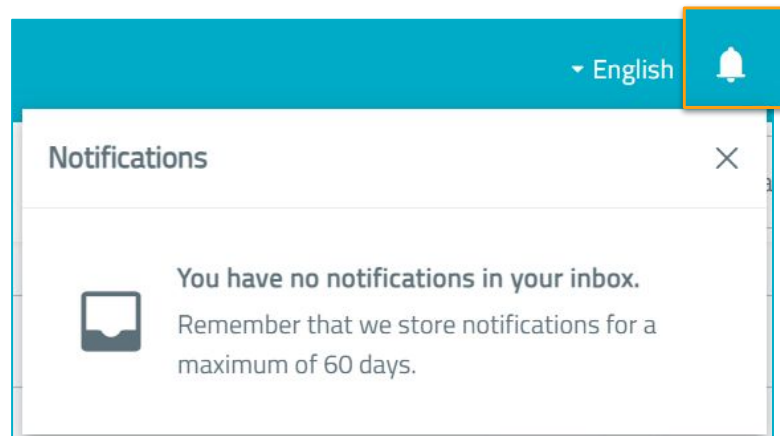 English
Notifications
You have no notifications in your inbox.
Remember that we store notifications for a
maximum of 60 days.